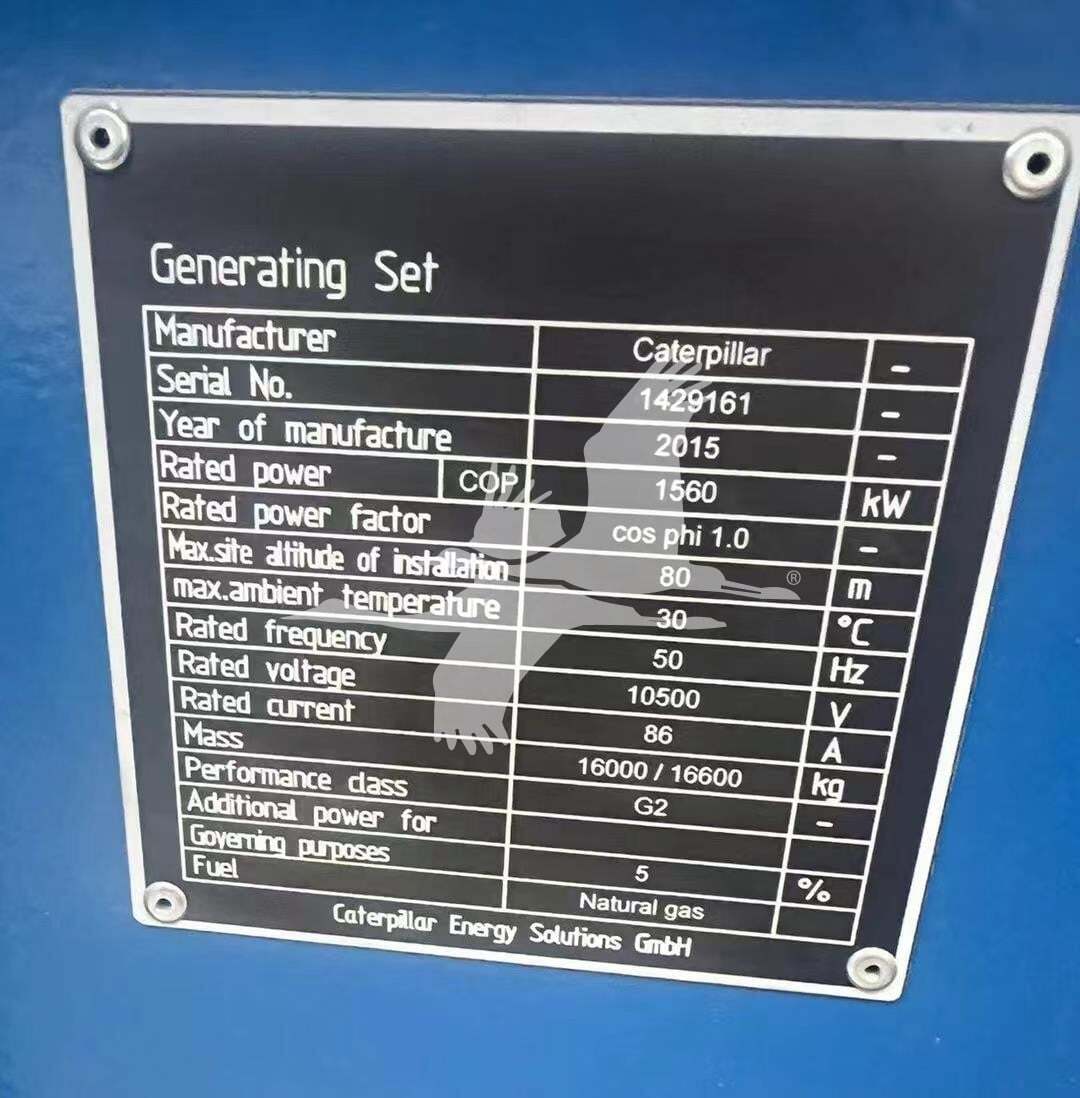 Generating Set
Manufacturer Caterpillar -
Serial No. 1429161 -
Year of manufacture 2015 -
Rated power COP 1560 kW
Rated power factor cos phi 1.0 -
Max.site altitude of installation 80 m
max.ambient temperature 30 °C
Rated frequency 50 Hz
Rated voltage 10500 V
Rated current 86 A
Mass 16000 / 16600 kg
Performance class G2 -
Additional power for
Governing purposes 5 %
Fuel Natural gas
Caterpillar Energy Solutions GmbH
®